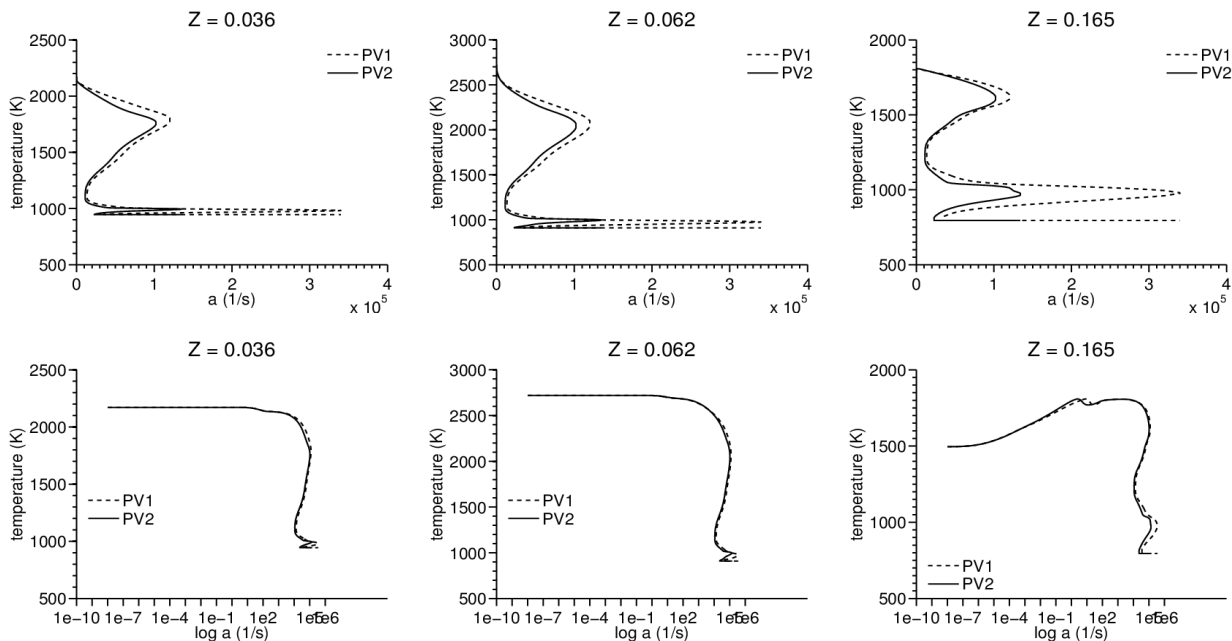 Z = 0.036
2500
2000
1500
1000
500
temperature (K)
PV1
PV2
0 1 2 3 4
a (1/s)
x 10^5
Z = 0.062
3000
2500
2000
1500
1000
500
temperature (K)
PV1
PV2
0 1 2 3 4
a (1/s)
x 10^5
Z = 0.165
2000
1500
1000
500
temperature (K)
PV1
PV2
0 1 2 3 4
a (1/s)
x 10^5
Z = 0.036
2500
2000
1500
1000
500
temperature (K)
PV1
PV2
1e-10 1e-7 1e-4 1e-1 1e2 1e5 1e6
log a (1/s)
Z = 0.062
3000
2500
2000
1500
1000
500
temperature (K)
PV1
PV2
1e-10 1e-7 1e-4 1e-1 1e2 1e5 1e6
log a (1/s)
Z = 0.165
2000
1500
1000
500
temperature (K)
PV1
PV2
1e-10 1e-7 1e-4 1e-1 1e2 1e5 1e6
log a (1/s)